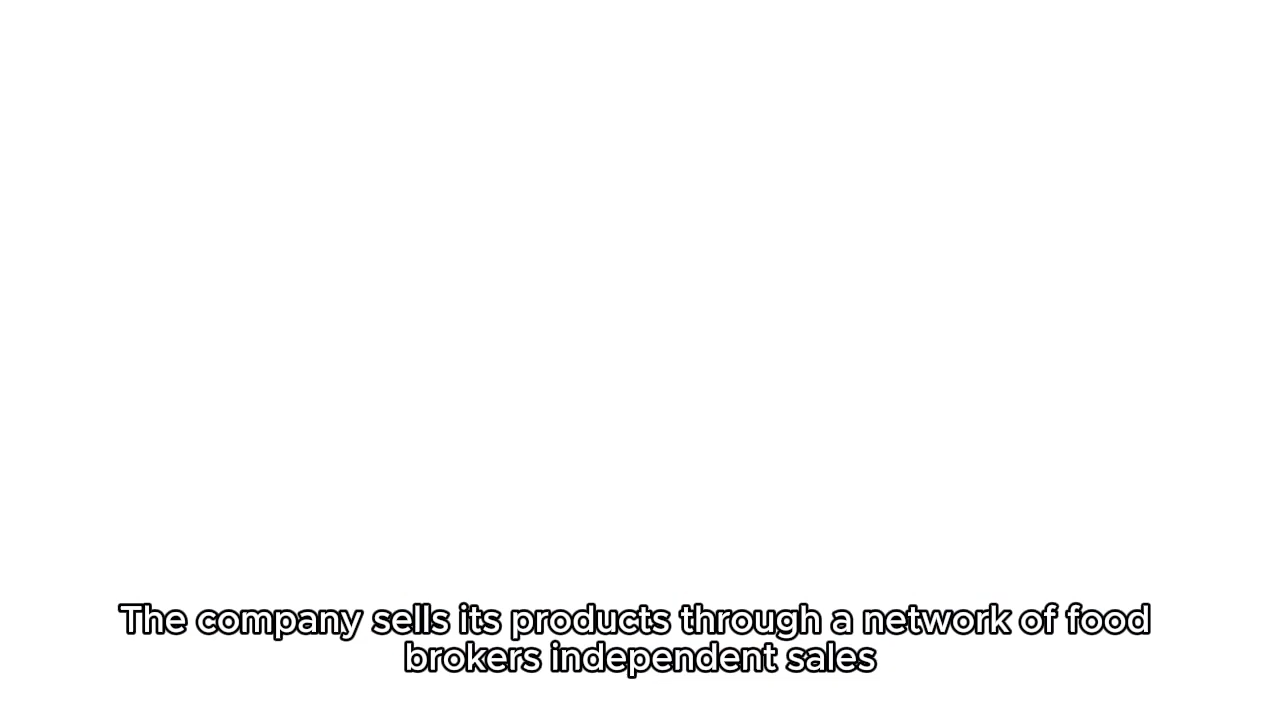 The company sells its products through a network of food
brokers independent sales